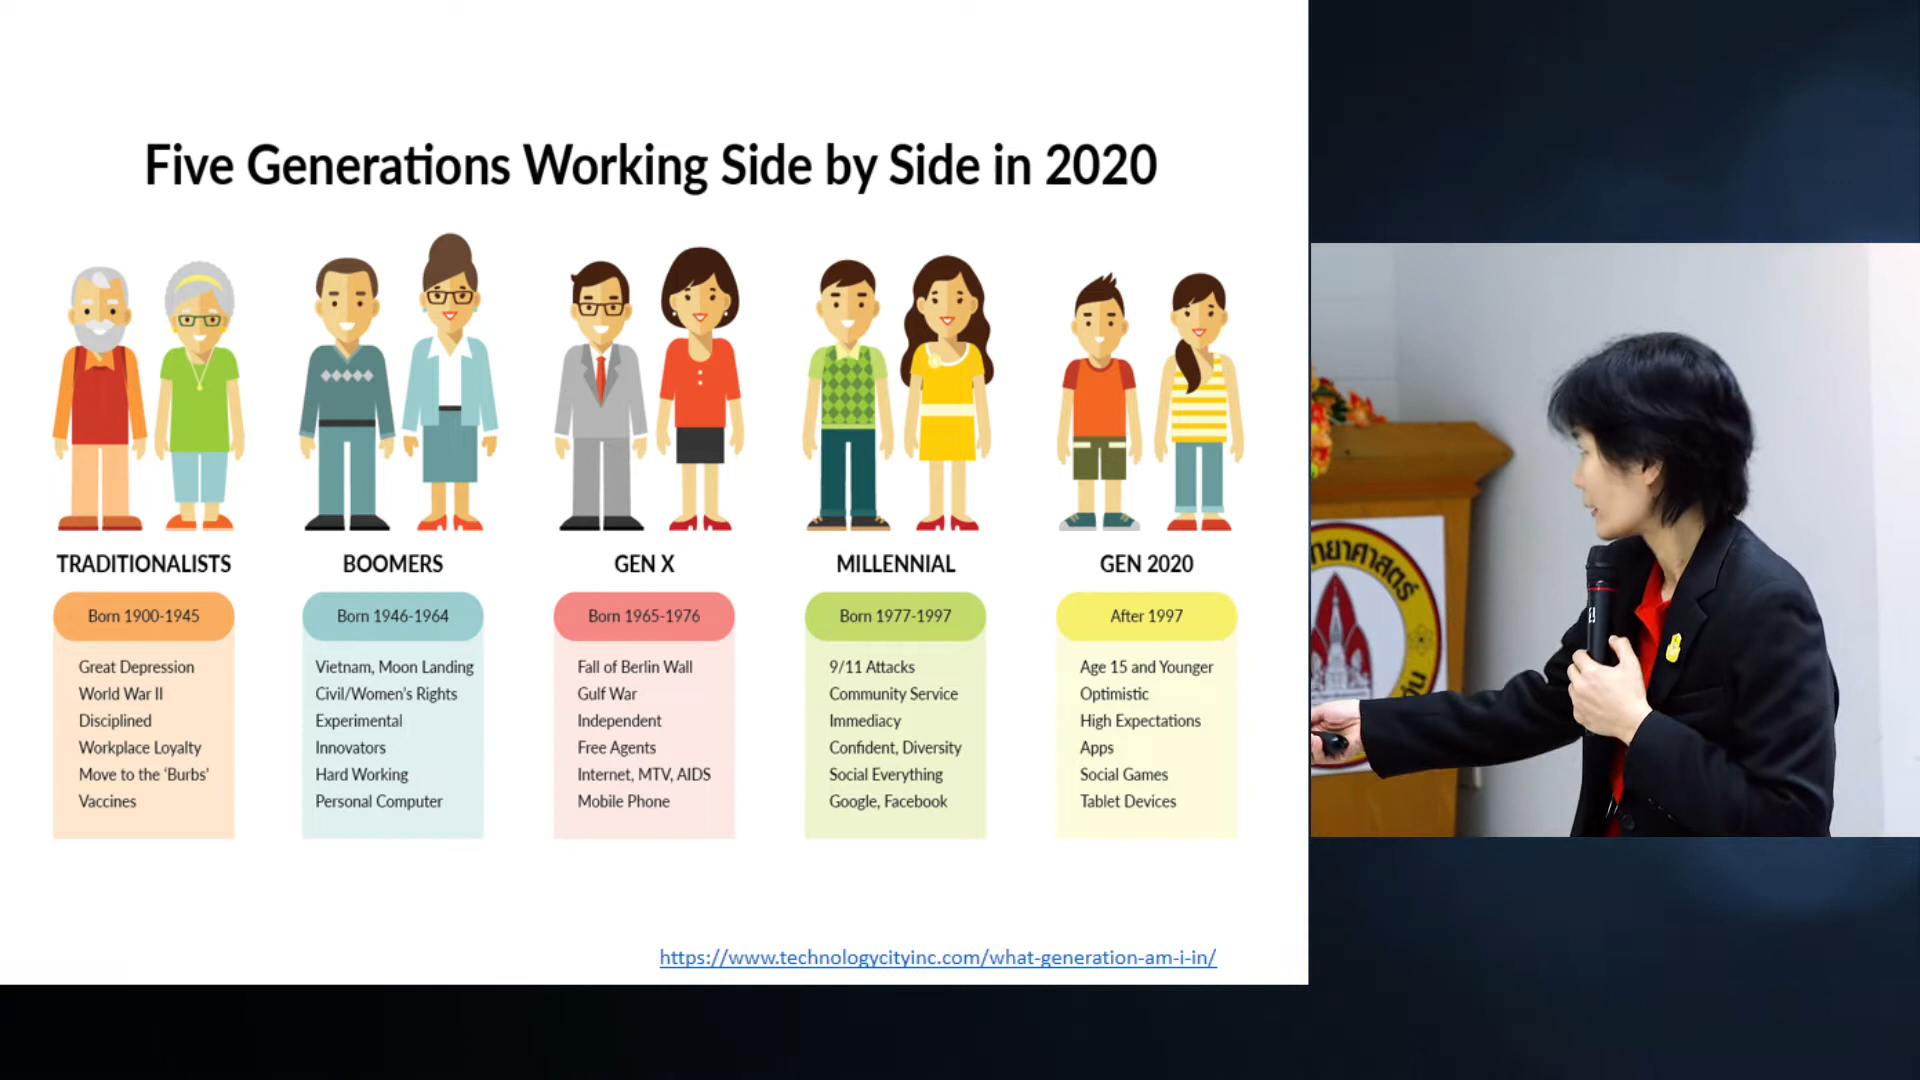 Five Generations Working Side by Side in 2020
TRADITIONALISTS
Born 1900-1945
Great Depression
World War II
Disciplined
Workplace Loyalty
Move to the 'Burbs'
Vaccines
BOOMERS
Born 1946-1964
Vietnam, Moon Landing
Civil/Women's Rights
Experimental
Innovators
Hard Working
Personal Computer
GEN X
Born 1965-1976
Fall of Berlin Wall
Gulf War
Independent
Free Agents
Internet, MTV, AIDS
Mobile Phone
MILLENNIAL
Born 1977-1997
9/11 Attacks
Community Service
Immediacy
Confident, Diversity
Social Everything
Google, Facebook
GEN 2020
After 1997
Age 15 and Younger
Optimistic
High Expectations
Apps
Social Games
Tablet Devices
https://www.technologycityinc.com/what-generation-am-i-in/